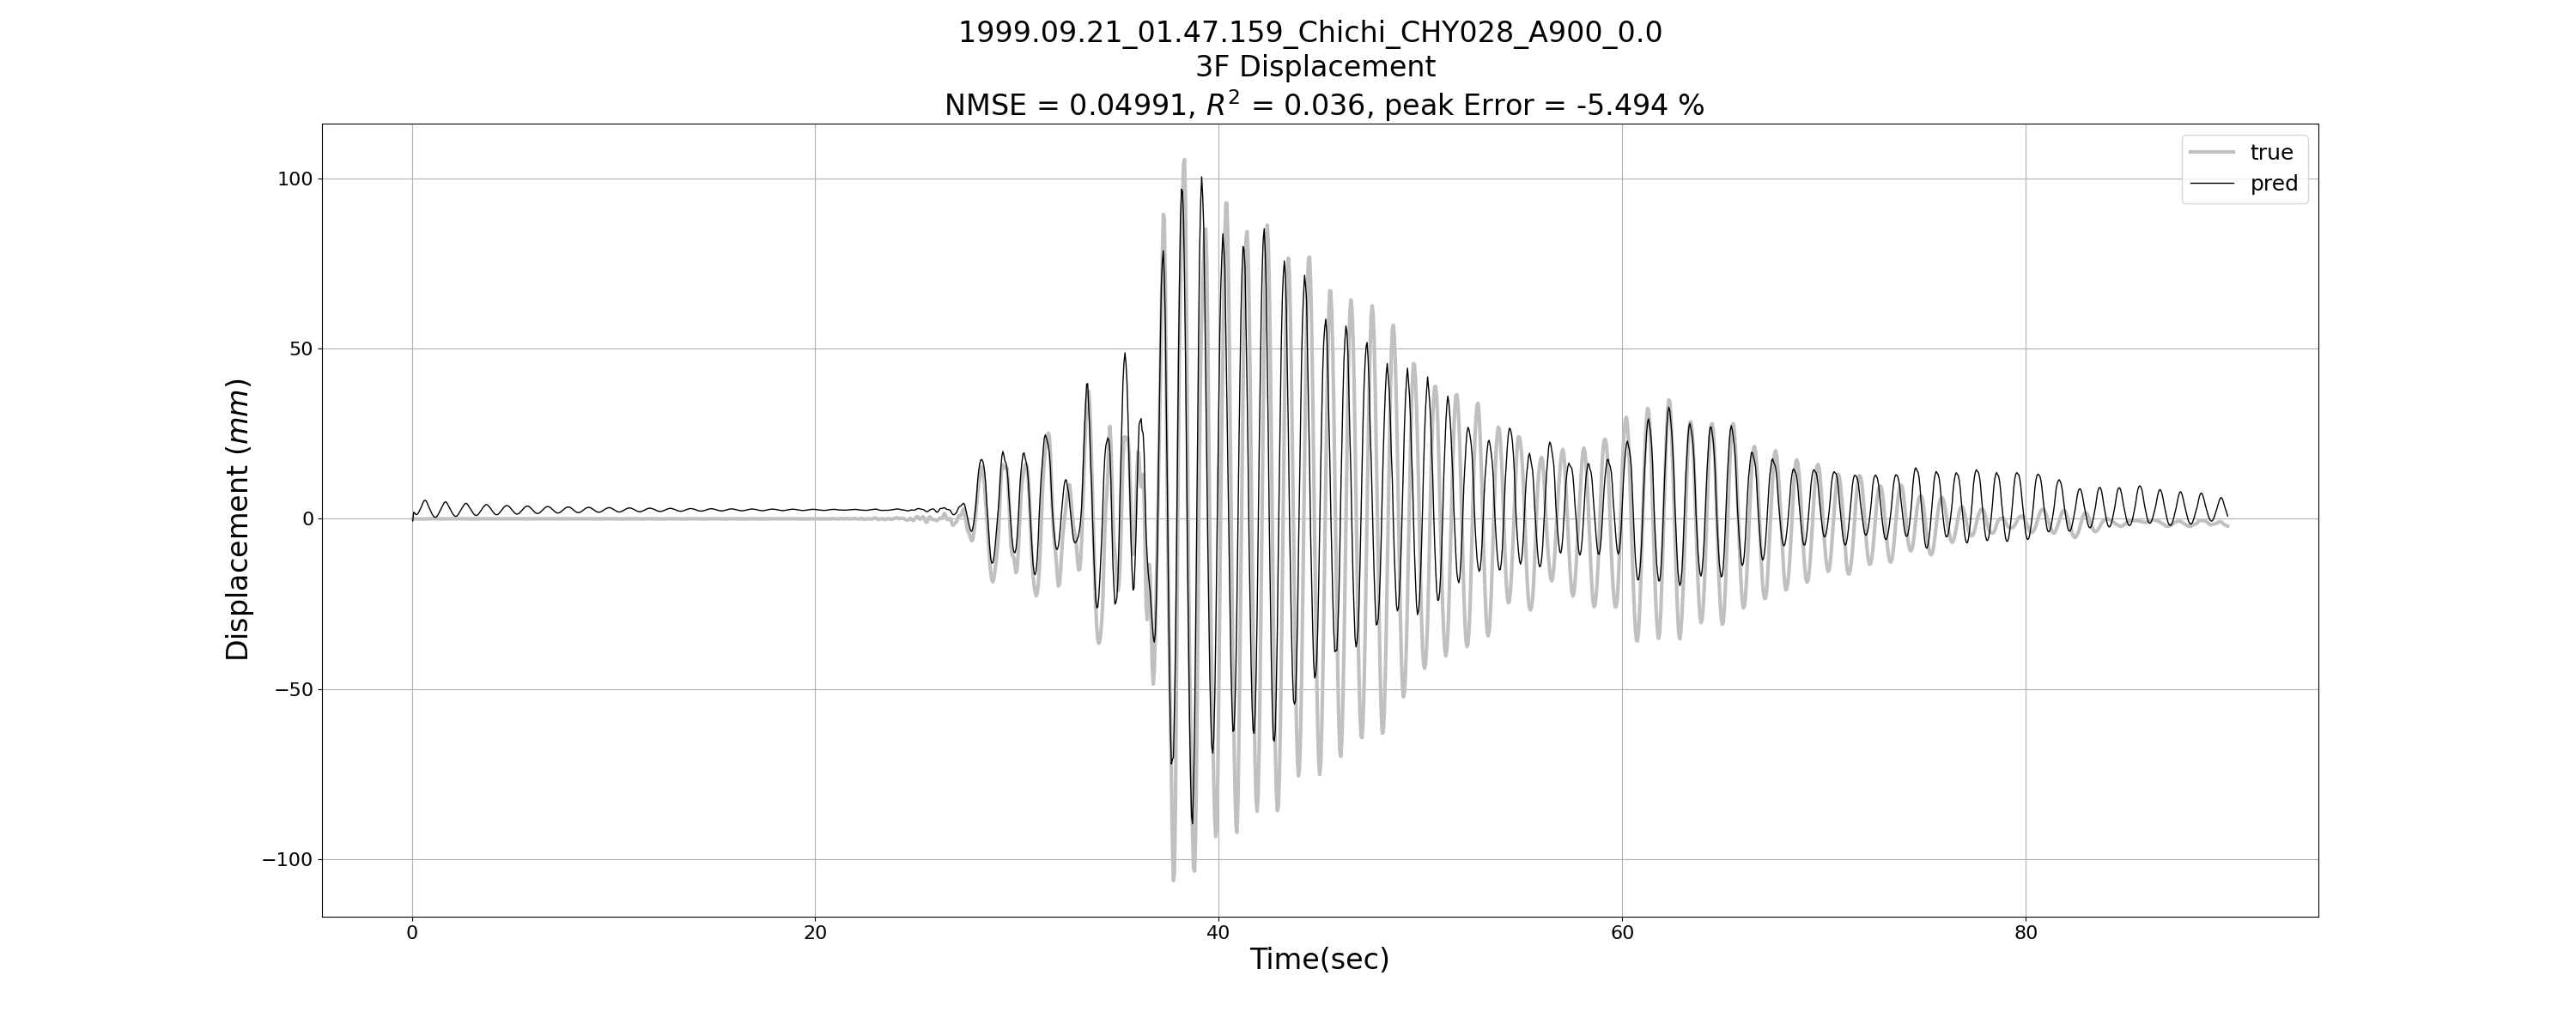 1999.09.21_01.47.159_Chichi_CHY028_A900_0.0
3F Displacement
NMSE = 0.04991, R² = 0.036, peak Error = -5.494 %
true
pred
100
50
0
−50
−100
Displacement (mm)
0
20
40
60
80
Time(sec)